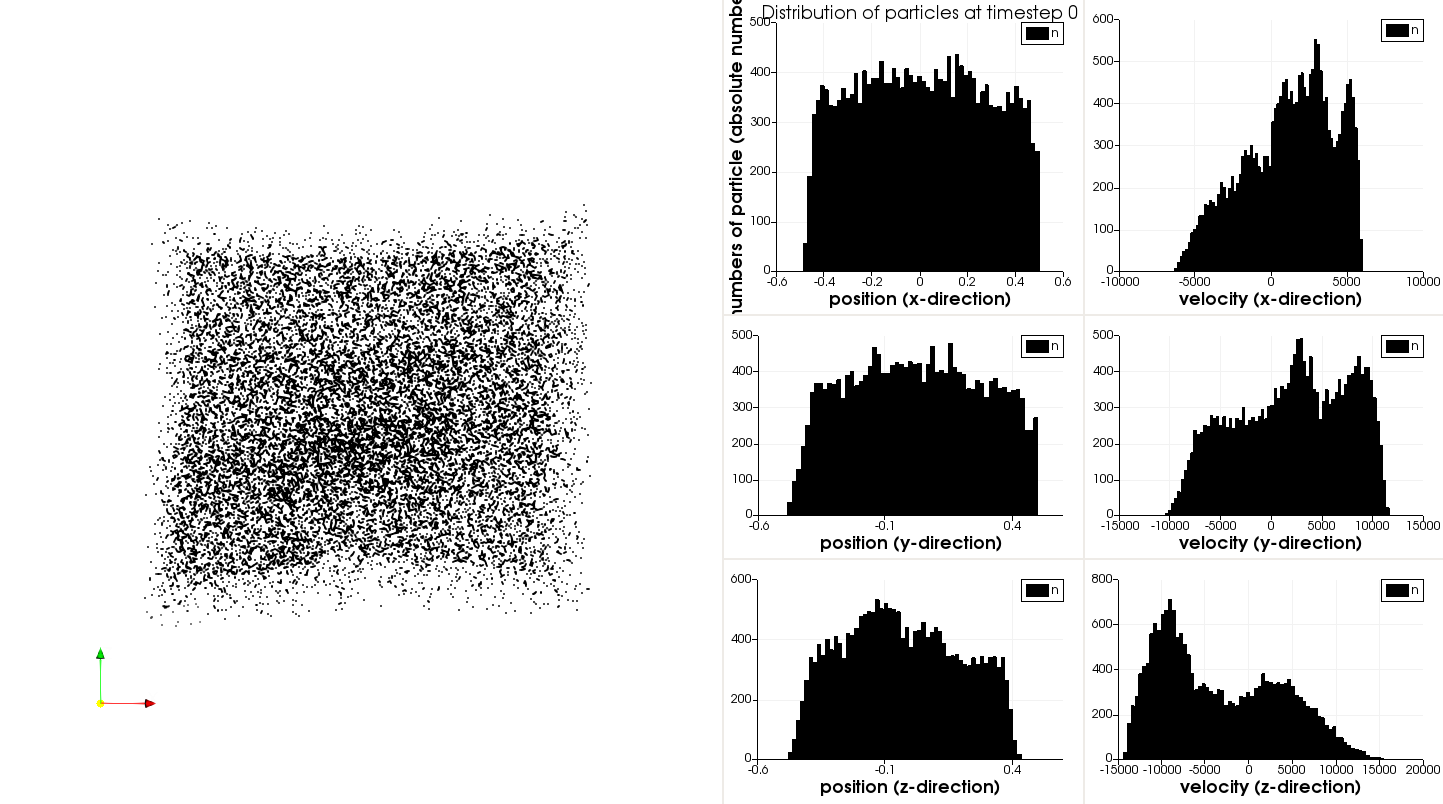 Distribution of particles at timestep 0
numbers of particle (absolute numbe
500
400
300
200
100
0
n
-0.6 -0.4 -0.2 0 0.2 0.4 0.6
position (x-direction)
600
500
400
300
200
100
0
n
-10000 -5000 0 5000 10000
velocity (x-direction)
500
400
300
200
100
0
n
-0.6 -0.1 0.4
position (y-direction)
500
400
300
200
100
0
n
-15000 -10000 -5000 0 5000 10000 15000
velocity (y-direction)
600
400
200
0
n
-0.6 -0.1 0.4
position (z-direction)
800
600
400
200
0
n
-15000 -10000 -5000 0 5000 10000 15000 20000
velocity (z-direction)